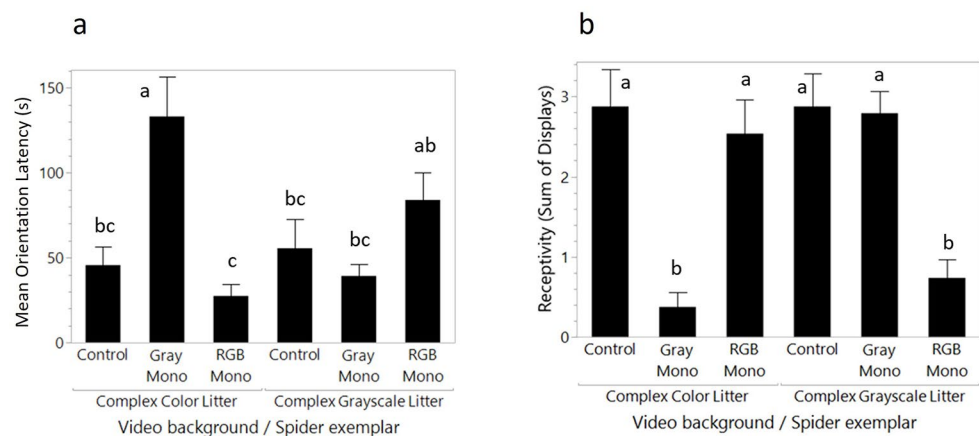 a
Mean Orientation Latency (s)
150
100
50
0
bc
a
c
bc
bc
ab
Control
Gray
Mono
RGB
Mono
Control
Gray
Mono
RGB
Mono
Complex Color Litter
Complex Grayscale Litter
Video background / Spider exemplar
b
Receptivity (Sum of Displays)
3
2
1
0
a
b
a
a
a
b
Control
Gray
Mono
RGB
Mono
Control
Gray
Mono
RGB
Mono
Complex Color Litter
Complex Grayscale Litter
Video background / Spider exemplar